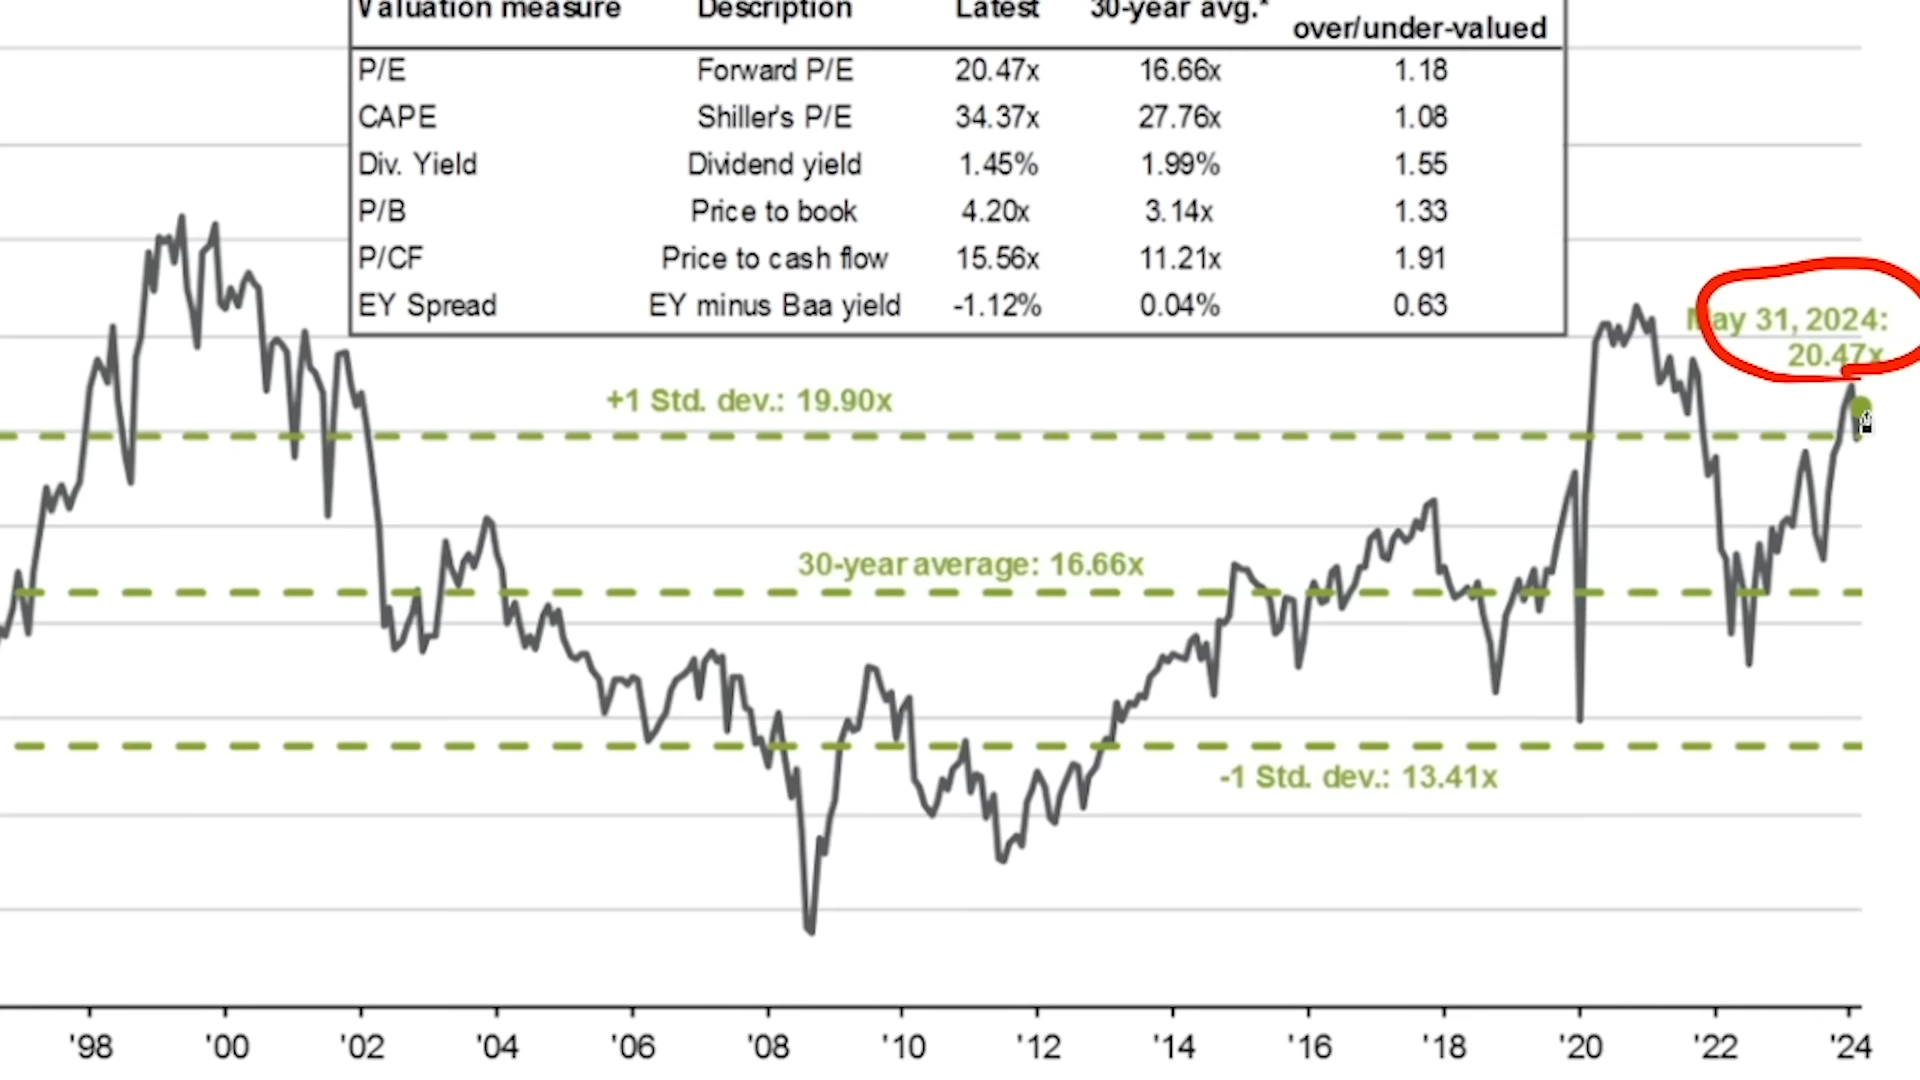 Valuation measure Description Latest 30-year avg.*
over/under-valued
P/E Forward P/E 20.47x 16.66x 1.18
CAPE Shiller's P/E 34.37x 27.76x 1.08
Div. Yield Dividend yield 1.45% 1.99% 1.55
P/B Price to book 4.20x 3.14x 1.33
P/CF Price to cash flow 15.56x 11.21x 1.91
EY Spread EY minus Baa yield -1.12% 0.04% 0.63
May 31, 2024:
20.47x
+1 Std. dev.: 19.90x
30-year average: 16.66x
-1 Std. dev.: 13.41x
'98 '00 '02 '04 '06 '08 '10 '12 '14 '16 '18 '20 '22 '24